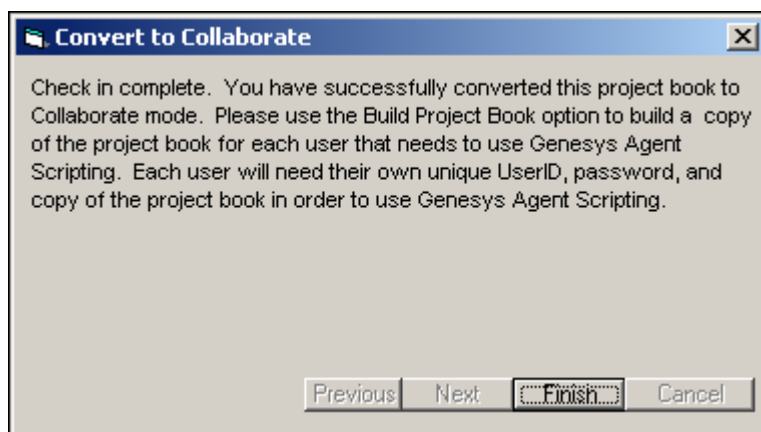 Convert to Collaborate
Check in complete.  You have successfully converted this project book to
Collaborate mode.  Please use the Build Project Book option to build a  copy
of the project book for each user that needs to use Genesys Agent
Scripting.  Each user will need their own unique UserID, password, and
copy of the project book in order to use Genesys Agent Scripting.
Previous Next Finish Cancel